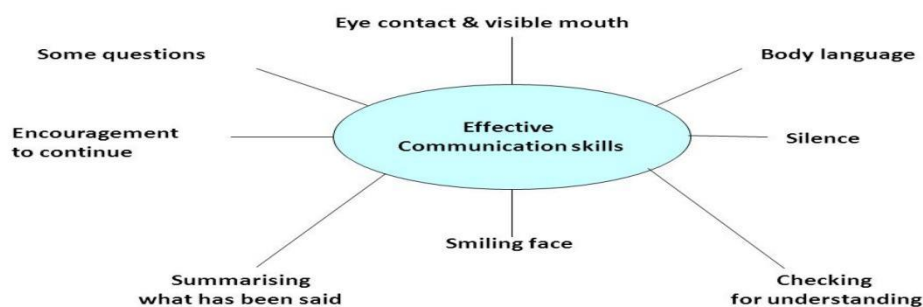 Eye contact & visible mouth
Some questions
Body language
Encouragement
to continue
Effective
Communication skills
Silence
Smiling face
Summarising
what has been said
Checking
for understanding